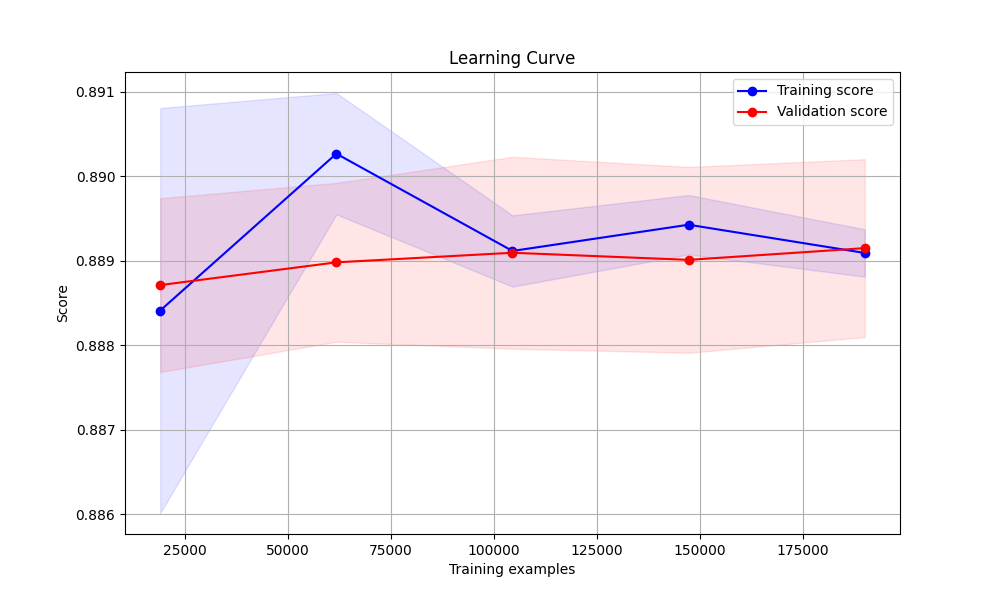 Learning Curve
0.891
0.890
0.889
0.888
0.887
0.886
Score
Training score
Validation score
25000 50000 75000 100000 125000 150000 175000
Training examples